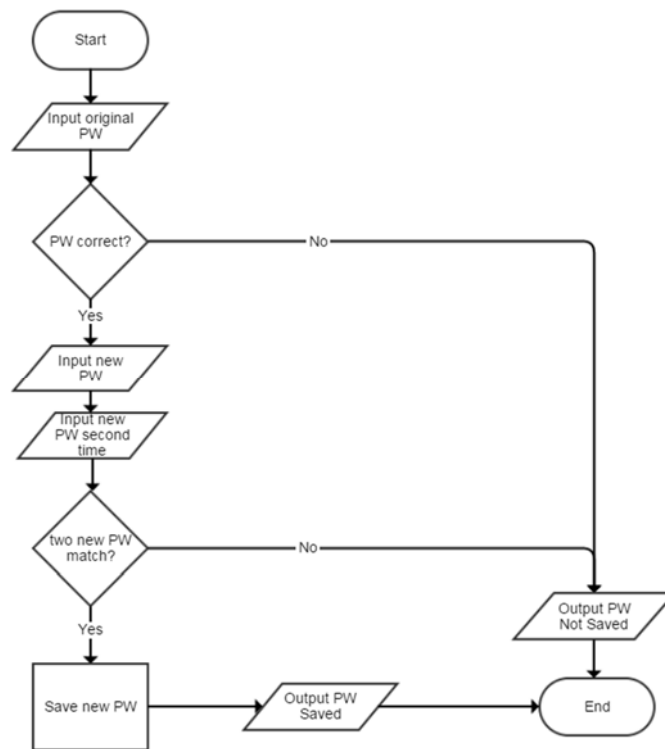 Start
Input original
PW
PW correct?
No
Yes
Input new
PW
Input new
PW second
time
two new PW
match?
No
Yes
Output PW
Not Saved
Save new PW
Output PW
Saved
End